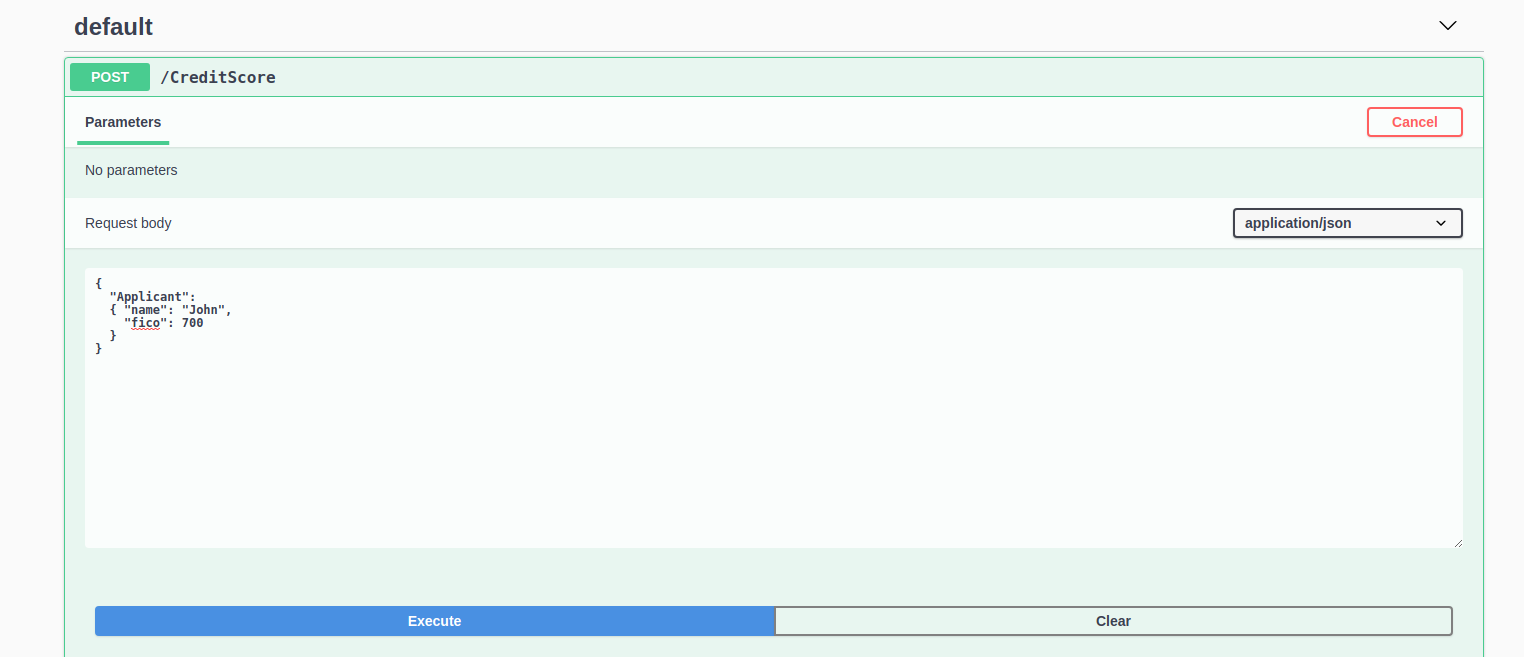 default
POST /CreditScore
Parameters
Cancel
No parameters
Request body
application/json
{
  "Applicant":
  { "name": "John",
    "fico": 700
  }
}
Execute
Clear